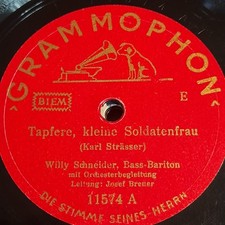 GRAMMOPHON
BIEM
E
Tapfere, kleine Soldatenfrau
(Karl Strässer)
Willy Schneider, Bass-Bariton
mit Orchesterbegleitung
Leitung: Josef Breuer
11574 A
DIE STIMME SEINES HERRN